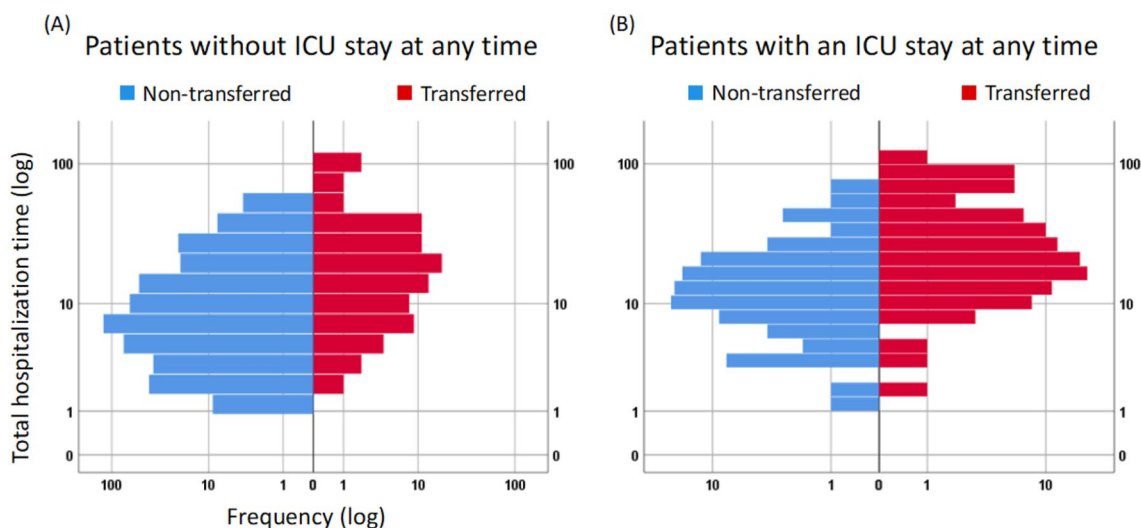 (A)
Patients without ICU stay at any time
Non-transferred Transferred
Total hospitalization time (log)
100 100
10 10
1 1
0 0
100 10 1 0 1 10 100
Frequency (log)
(B)
Patients with an ICU stay at any time
Non-transferred Transferred
100 100
10 10
1 1
0 0
10 1 0 1 10